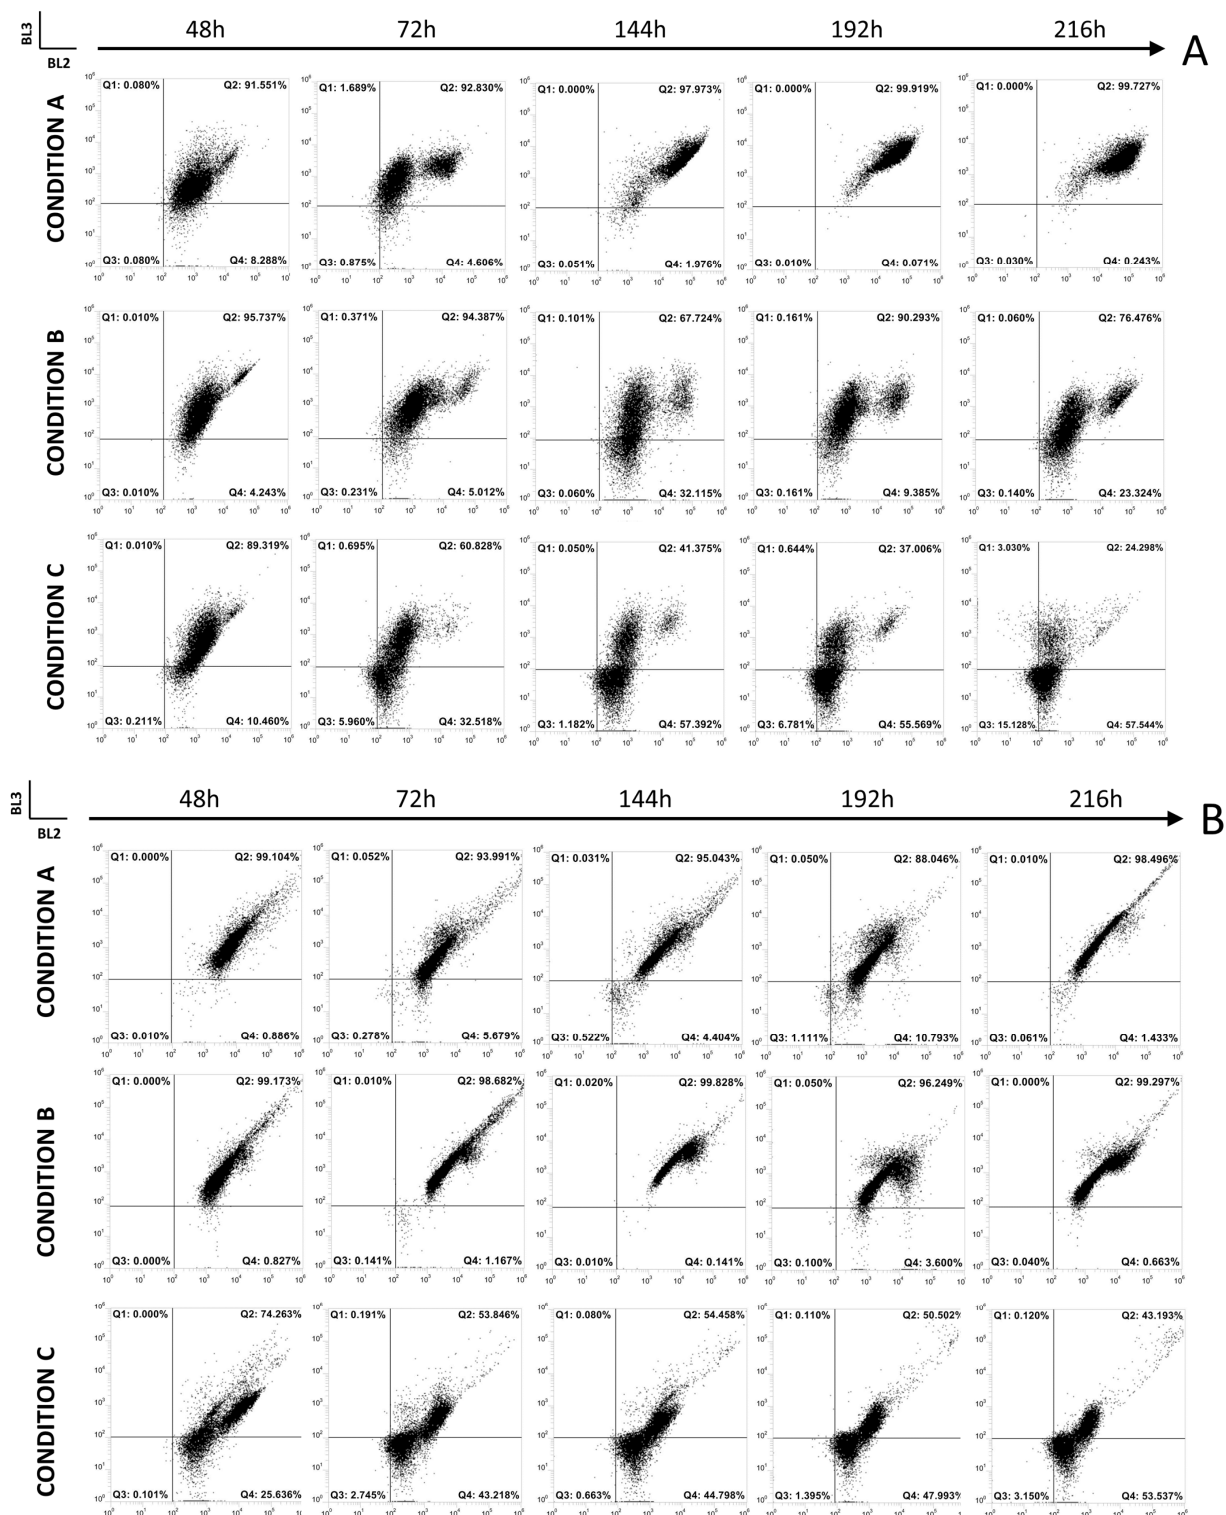 BL3
BL2
48h 72h 144h 192h 216h
A
CONDITION A
Q1: 0.080% Q2: 91.551%
Q3: 0.080% Q4: 8.288%
Q1: 1.689% Q2: 92.830%
Q3: 0.875% Q4: 4.606%
Q1: 0.000% Q2: 97.973%
Q3: 0.051% Q4: 1.976%
Q1: 0.000% Q2: 99.919%
Q3: 0.010% Q4: 0.071%
Q1: 0.000% Q2: 99.727%
Q3: 0.030% Q4: 0.243%
CONDITION B
Q1: 0.010% Q2: 95.737%
Q3: 0.010% Q4: 4.243%
Q1: 0.371% Q2: 94.387%
Q3: 0.231% Q4: 5.012%
Q1: 0.101% Q2: 67.724%
Q3: 0.060% Q4: 32.115%
Q1: 0.161% Q2: 90.293%
Q3: 0.161% Q4: 9.385%
Q1: 0.060% Q2: 76.476%
Q3: 0.140% Q4: 23.324%
CONDITION C
Q1: 0.010% Q2: 89.319%
Q3: 0.211% Q4: 10.460%
Q1: 0.695% Q2: 60.828%
Q3: 5.960% Q4: 32.518%
Q1: 0.050% Q2: 41.375%
Q3: 1.182% Q4: 57.392%
Q1: 0.644% Q2: 37.006%
Q3: 6.781% Q4: 55.569%
Q1: 3.030% Q2: 24.298%
Q3: 15.128% Q4: 57.544%
BL3
BL2
48h 72h 144h 192h 216h
B
CONDITION A
Q1: 0.000% Q2: 99.104%
Q3: 0.010% Q4: 0.886%
Q1: 0.052% Q2: 93.991%
Q3: 0.278% Q4: 5.679%
Q1: 0.031% Q2: 95.043%
Q3: 0.522% Q4: 4.404%
Q1: 0.050% Q2: 88.046%
Q3: 1.111% Q4: 10.793%
Q1: 0.010% Q2: 98.496%
Q3: 0.061% Q4: 1.433%
CONDITION B
Q1: 0.000% Q2: 99.173%
Q3: 0.000% Q4: 0.827%
Q1: 0.010% Q2: 98.682%
Q3: 0.141% Q4: 1.167%
Q1: 0.020% Q2: 99.828%
Q3: 0.010% Q4: 0.141%
Q1: 0.050% Q2: 96.249%
Q3: 0.100% Q4: 3.600%
Q1: 0.000% Q2: 99.297%
Q3: 0.040% Q4: 0.663%
CONDITION C
Q1: 0.000% Q2: 74.263%
Q3: 0.101% Q4: 25.636%
Q1: 0.191% Q2: 53.846%
Q3: 2.745% Q4: 43.218%
Q1: 0.080% Q2: 54.458%
Q3: 0.663% Q4: 44.798%
Q1: 0.110% Q2: 50.502%
Q3: 1.395% Q4: 47.993%
Q1: 0.120% Q2: 43.193%
Q3: 3.150% Q4: 53.537%